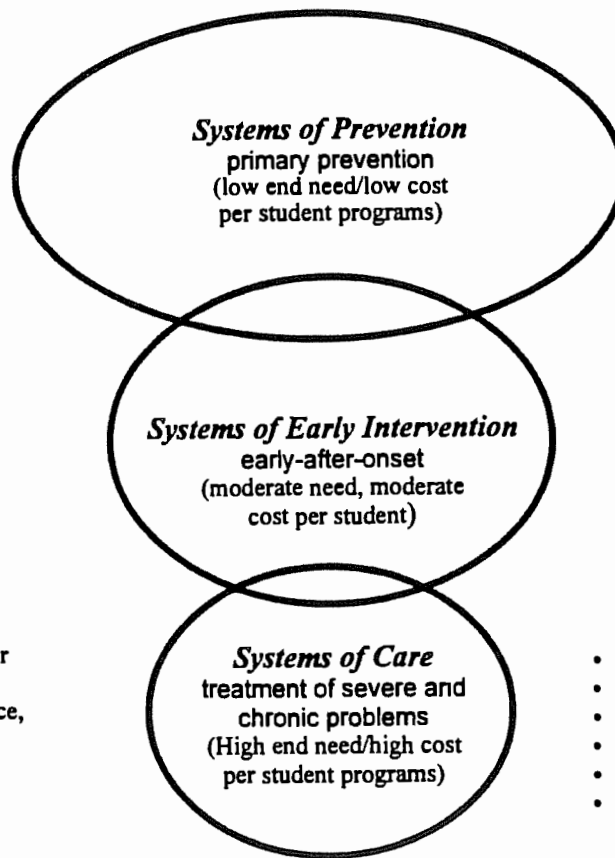 Systems of Prevention
primary prevention
(low end need/low cost
per student programs)
Systems of Early Intervention
early-after-onset
(moderate need, moderate
cost per student)
Systems of Care
treatment of severe and
chronic problems
(High end need/high cost
per student programs)
r
ce,
•
•
•
•
•
•